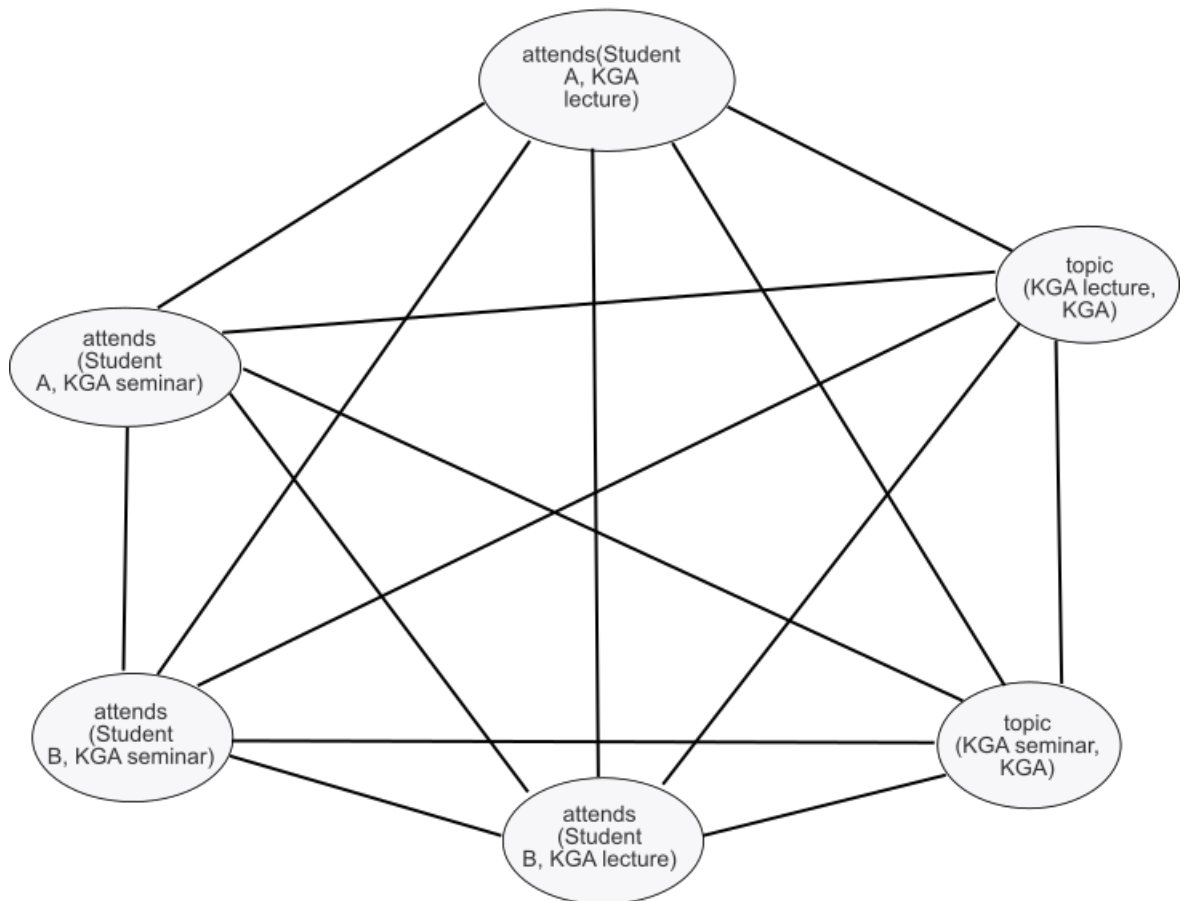 attends(Student
A, KGA
lecture)
topic
(KGA lecture,
KGA)
attends
(Student
A, KGA seminar)
attends
(Student
B, KGA seminar)
topic
(KGA seminar,
KGA)
attends
(Student
B, KGA lecture)